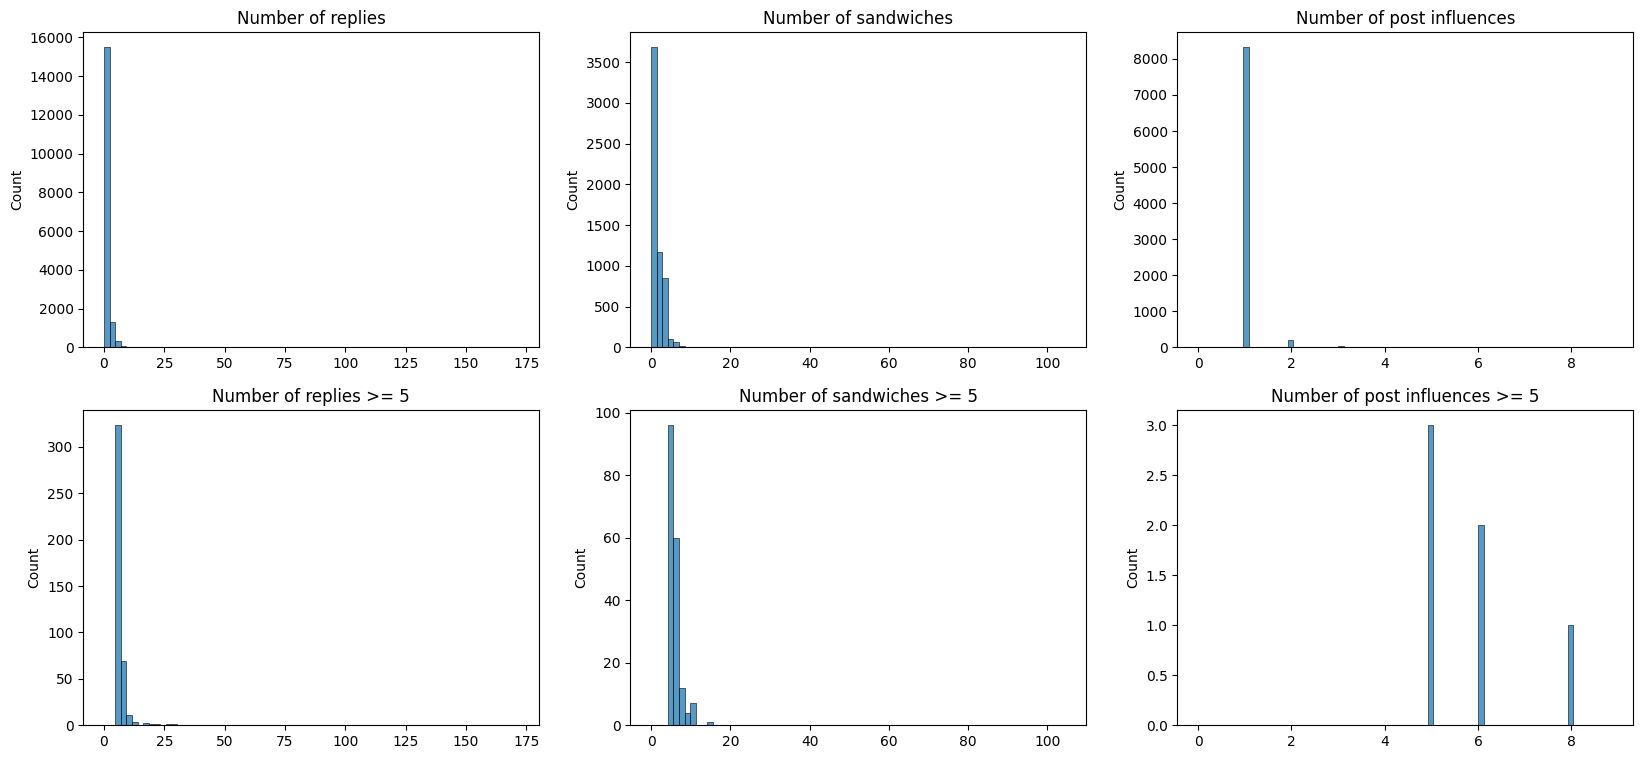 Number of replies
Count
16000
14000
12000
10000
8000
6000
4000
2000
0
0 25 50 75 100 125 150 175
Number of sandwiches
Count
3500
3000
2500
2000
1500
1000
500
0
0 20 40 60 80 100
Number of post influences
Count
8000
7000
6000
5000
4000
3000
2000
1000
0
0 2 4 6 8
Number of replies >= 5
Count
300
250
200
150
100
50
0
0 25 50 75 100 125 150 175
Number of sandwiches >= 5
Count
100
80
60
40
20
0
0 20 40 60 80 100
Number of post influences >= 5
Count
3.0
2.5
2.0
1.5
1.0
0.5
0.0
0 2 4 6 8